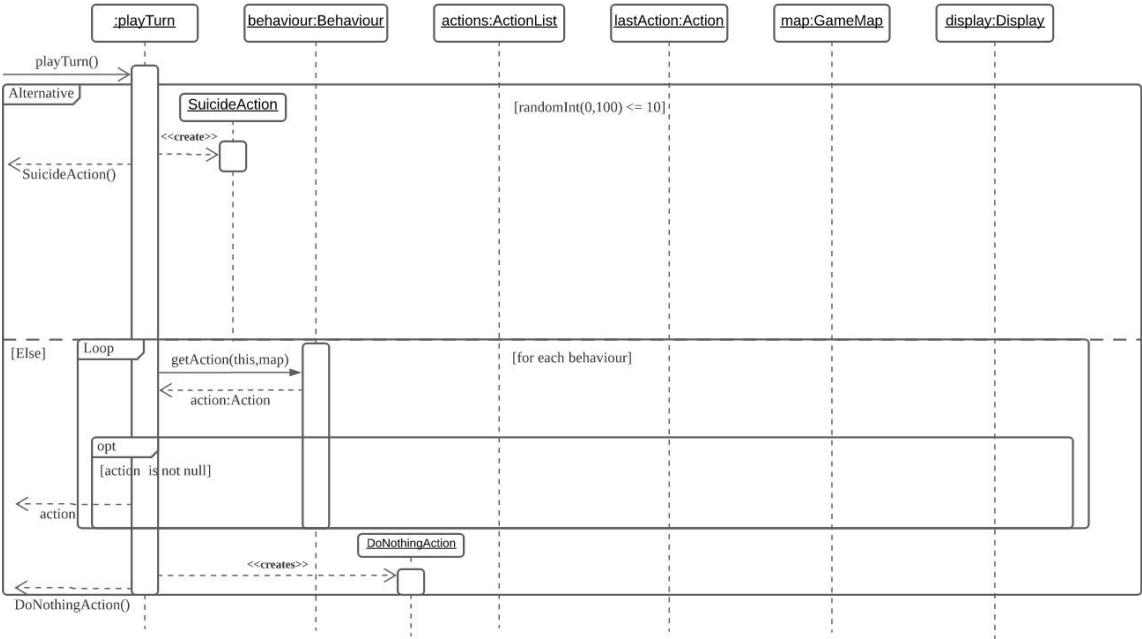 :playTurn
behaviour:Behaviour
actions:ActionList
lastAction:Action
map:GameMap
display:Display
playTurn()
Alternative
SuicideAction
[randomInt(0,100) <= 10]
<<create>>
SuicideAction()
[Else]
Loop
getAction(this,map)
[for each behaviour]
action:Action
opt
[action is not null]
action
DoNothingAction
<<creates>>
DoNothingAction()